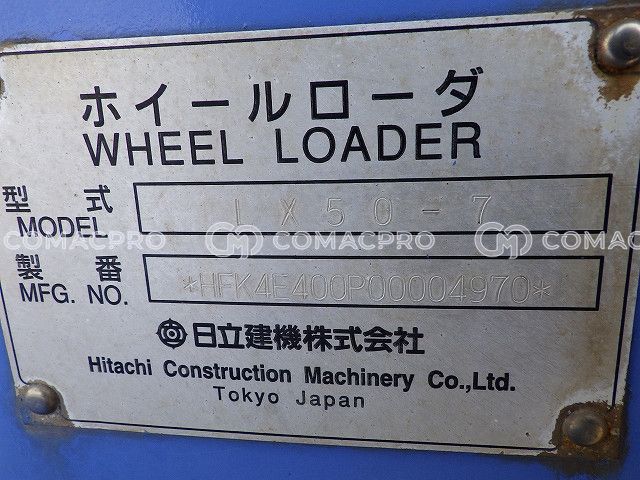 ホイールローダ
WHEEL LOADER
型式 LX50-7
MODEL
COMACPRO COMACPRO COMACPRO
製番 *HFK4E400P00004970*
MFG. NO.
日立建機株式会社
Hitachi Construction Machinery Co.,Ltd.
Tokyo Japan